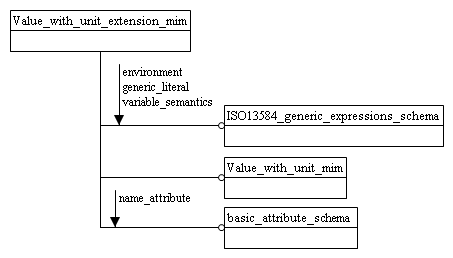 Value_with_unit_extension_mim
environment
generic_literal
variable_semantics
ISO13584_generic_expressions_schema
Value_with_unit_mim
name_attribute
basic_attribute_schema